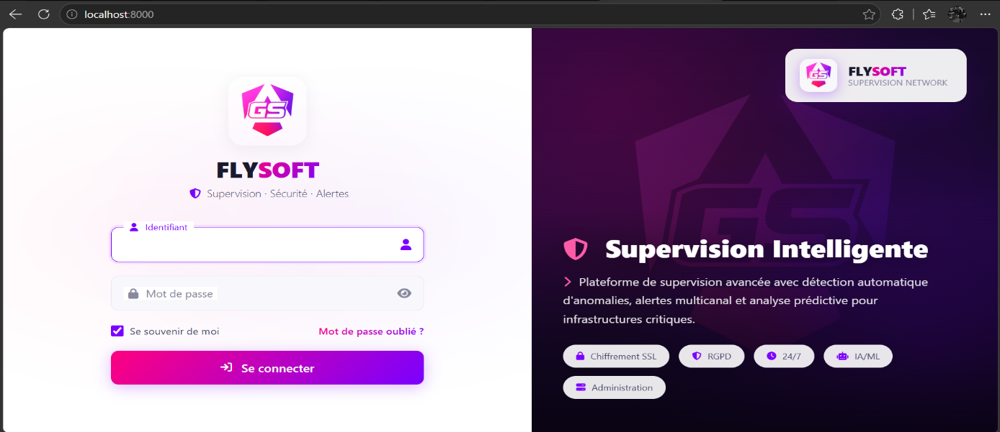 localhost:8000
GS
FLYSOFT
Supervision · Sécurité · Alertes
Identifiant
Mot de passe
Se souvenir de moi
Mot de passe oublié ?
Se connecter
GS
FLYSOFT
SUPERVISION NETWORK
GS
Supervision Intelligente
Plateforme de supervision avancée avec détection automatique
d'anomalies, alertes multicanal et analyse prédictive pour
infrastructures critiques.
Chiffrement SSL
RGPD
24/7
IA/ML
Administration